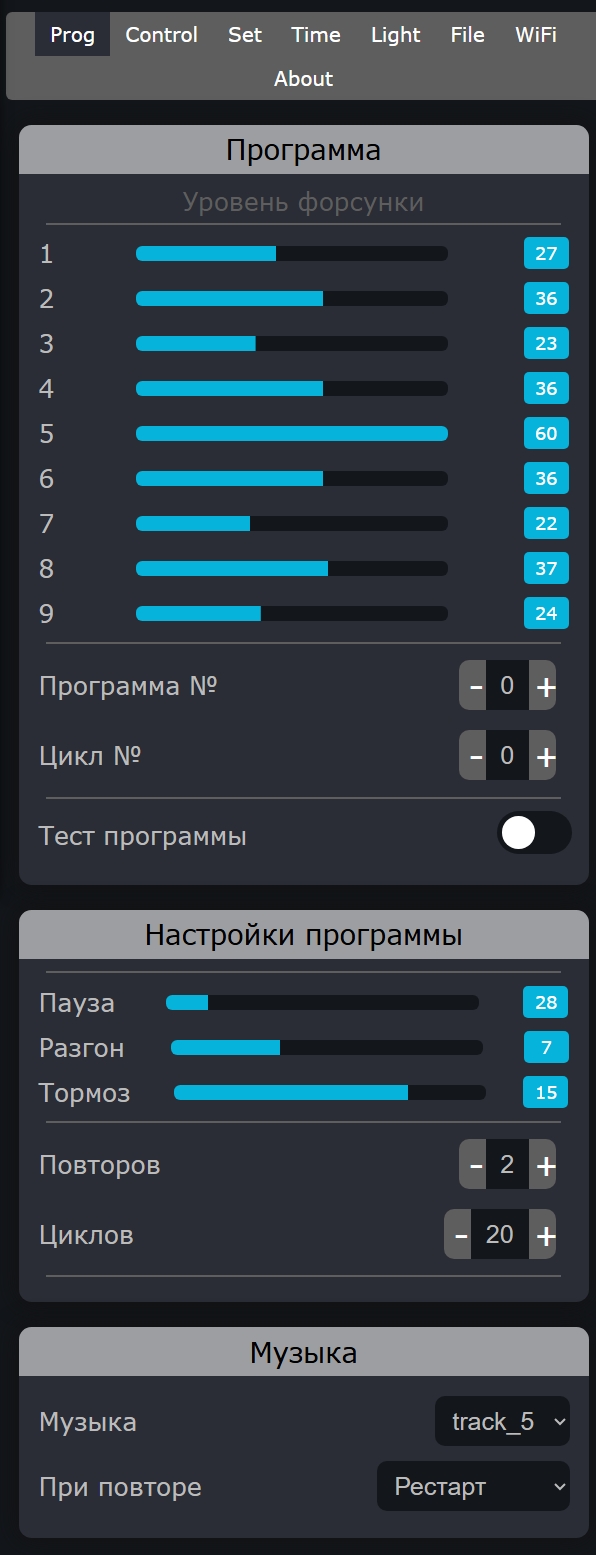 Prog Control Set Time Light File WiFi
About
Программа
Уровень форсунки
1 27
2 36
3 23
4 36
5 60
6 36
7 22
8 37
9 24
Программа № - 0 +
Цикл № - 0 +
Тест программы
Настройки программы
Пауза 28
Разгон 7
Тормоз 15
Повторов - 2 +
Циклов - 20 +
Музыка
Музыка track_5
При повторе Рестарт